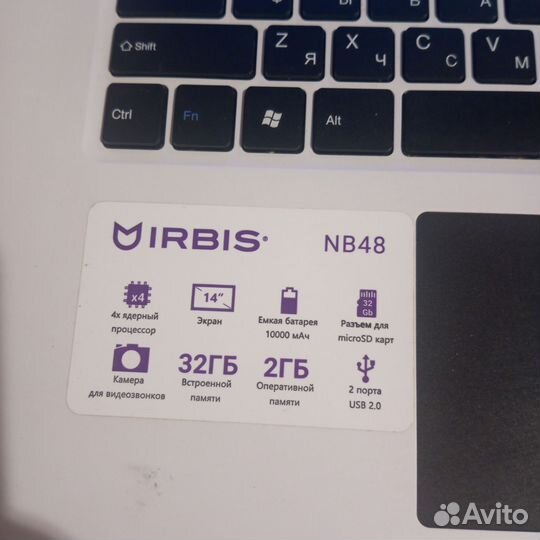 Ф Ы В А
Shift Z Я X Ч C С V М
Ctrl Fn Alt
IRBIS NB48
x4 14" 32 Gb
4х ядерный процессор
Экран
Емкая батарея 10000 мАч
Разъем для microSD карт
Камера для видеозвонков
32ГБ Встроенной памяти
2ГБ Оперативной памяти
2 порта USB 2.0
Avito